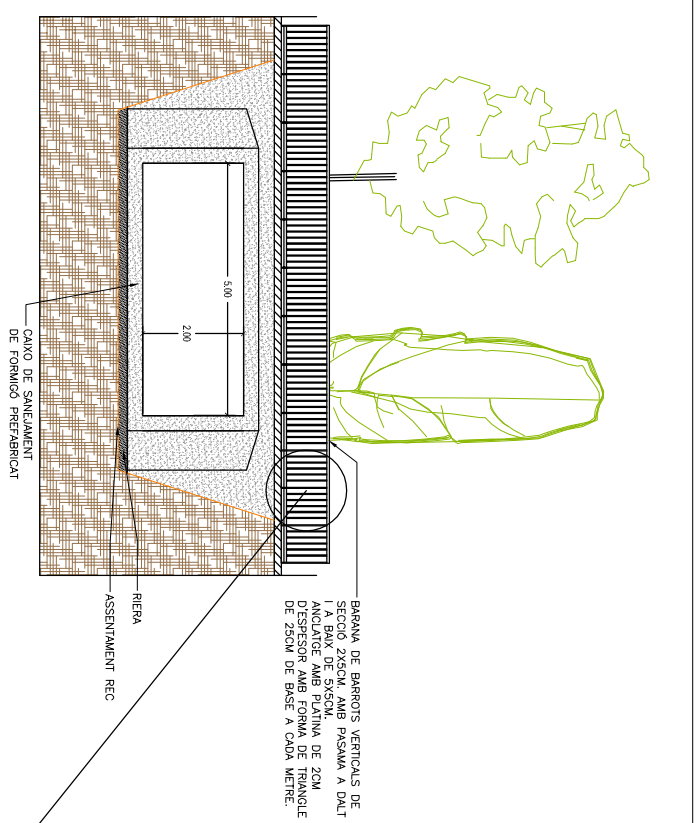 BARANA DE BARROTS VERTICALS DE
SECCIÓ 2X5CM. AMB PASAMA A DALT
I A BAIX DE 5X5CM.
ANCLATGE AMB PLATINA DE 2CM
D'ESPESOR AMB FORMA DE TRIANGLE
DE 25CM DE BASE A CADA METRE.
5.00
2.00
RIERA
ASSENTAMENT REC
CAIXO DE SANEJAMENT
DE FORMIGÓ PREFABRICAT